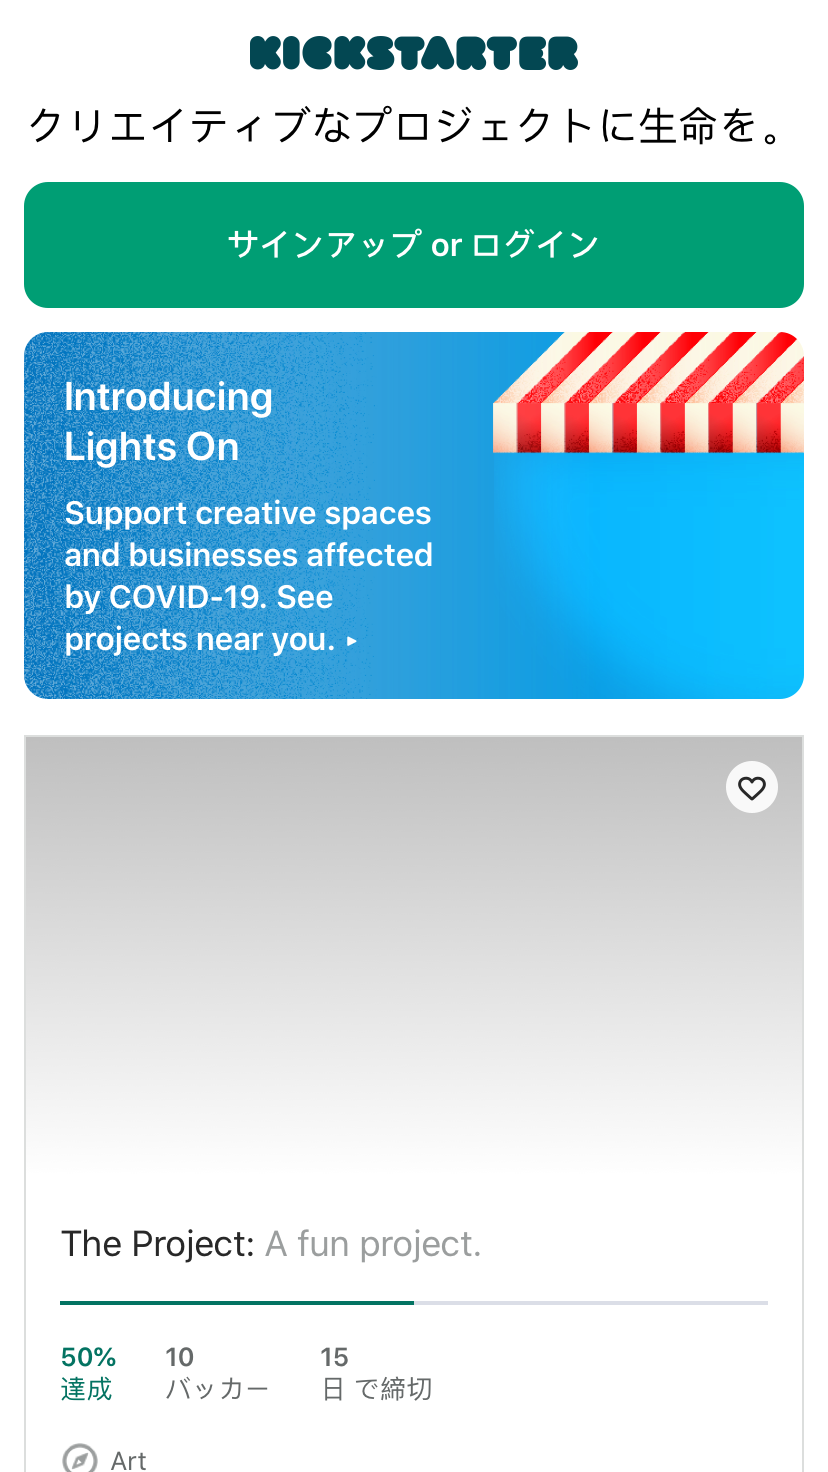 KICKSTARTER
クリエイティブなプロジェクトに生命を。
サインアップ or ログイン
Introducing
Lights On
Support creative spaces
and businesses affected
by COVID-19. See
projects near you. ▸
The Project: A fun project.
50% 10 15
達成 バッカー 日 で締切
Art